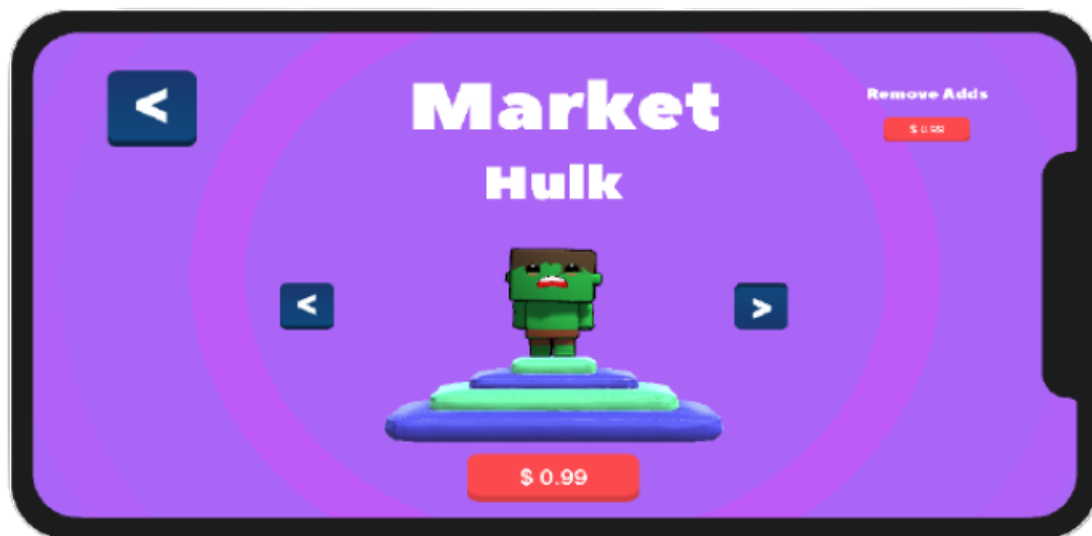 <
Market
Remove Adds
$ 0.99
Hulk
<
>
$ 0.99